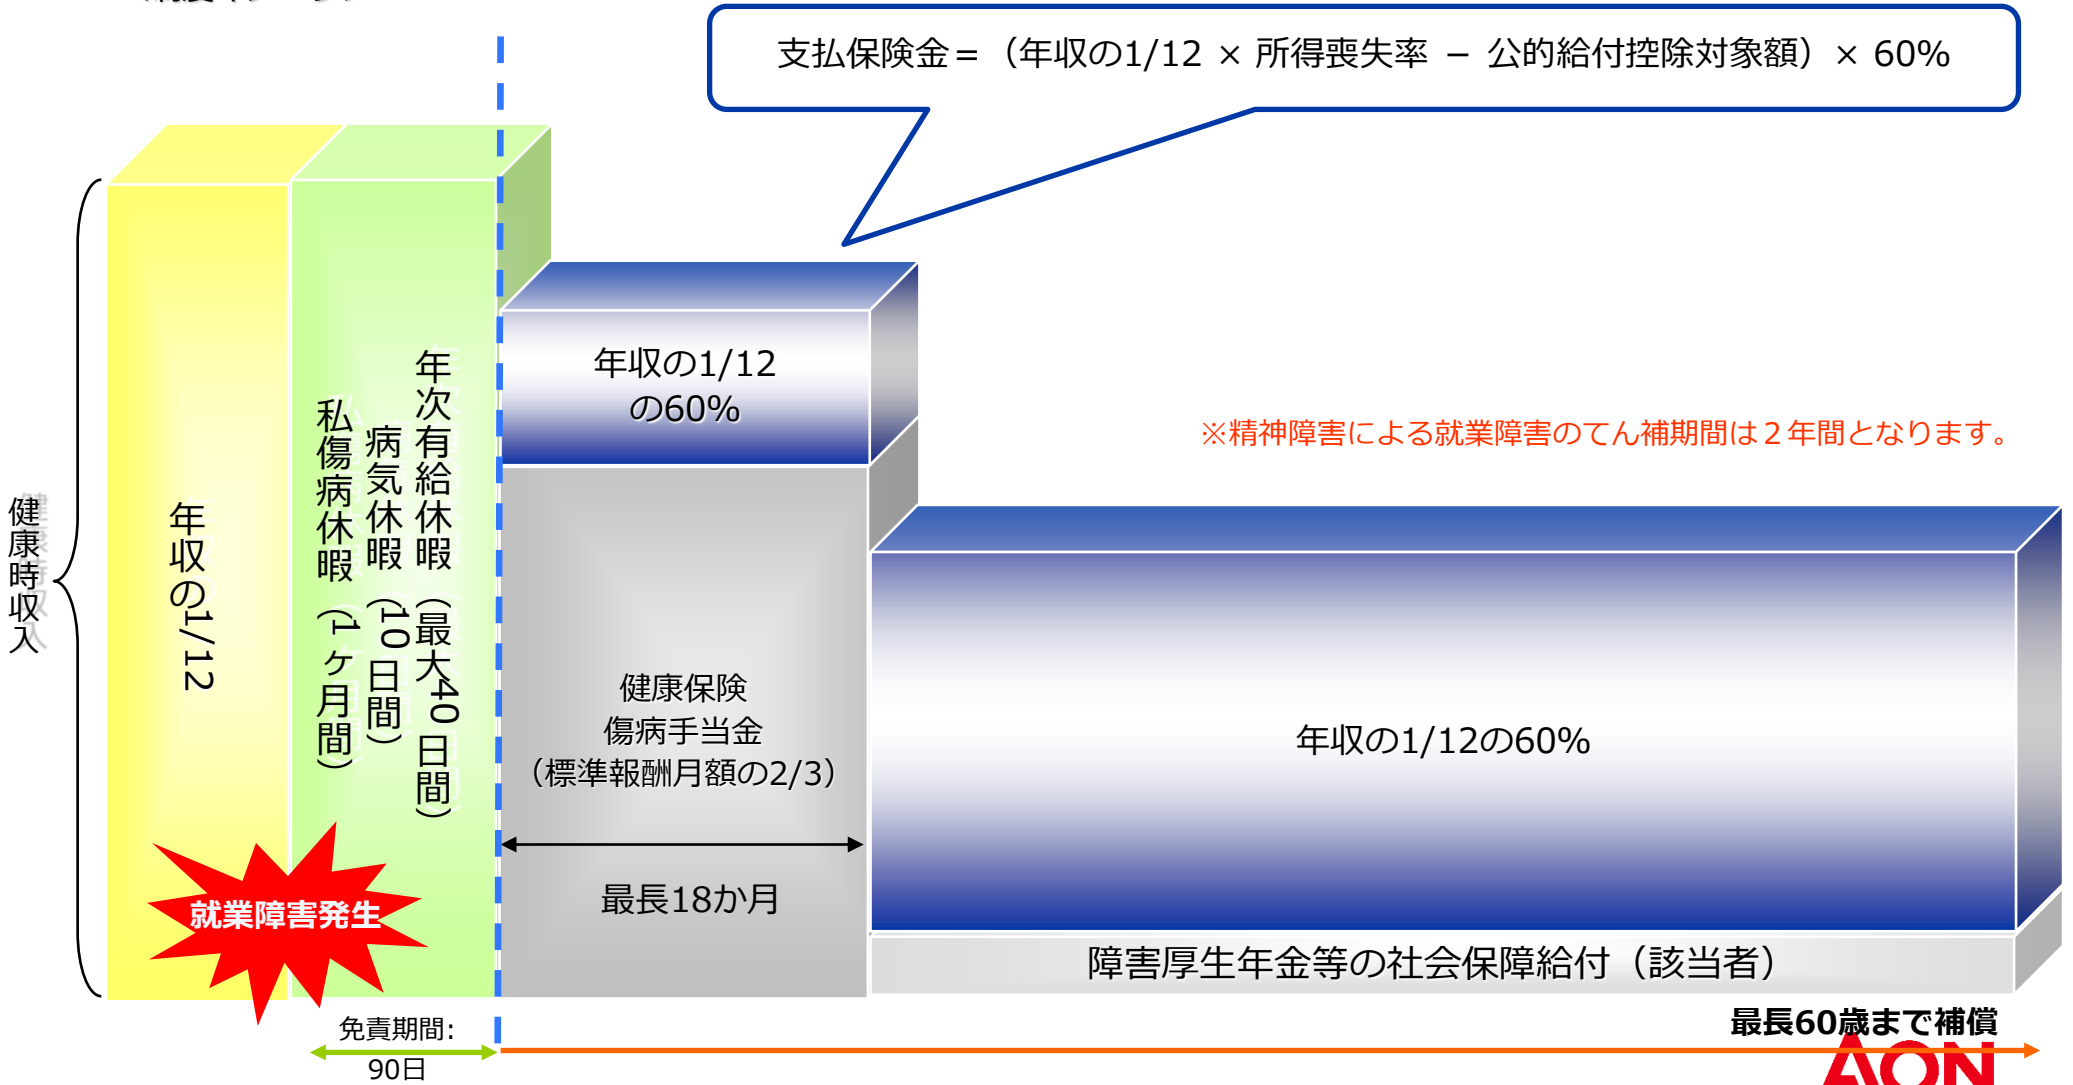 支払保険金＝（年収の1/12 × 所得喪失率 － 公的給付控除対象額）× 60%
健康時収入
年収の1/12
年次有給休暇（最大40日間）
病気休暇（10日間）
私傷病休暇（1ヶ月間）
年収の1/12
の60%
※精神障害による就業障害のてん補期間は２年間となります。
健康保険
傷病手当金
（標準報酬月額の2/3）
最長18か月
年収の1/12の60%
就業障害発生
障害厚生年金等の社会保障給付（該当者）
免責期間:
90日
最長60歳まで補償
AON